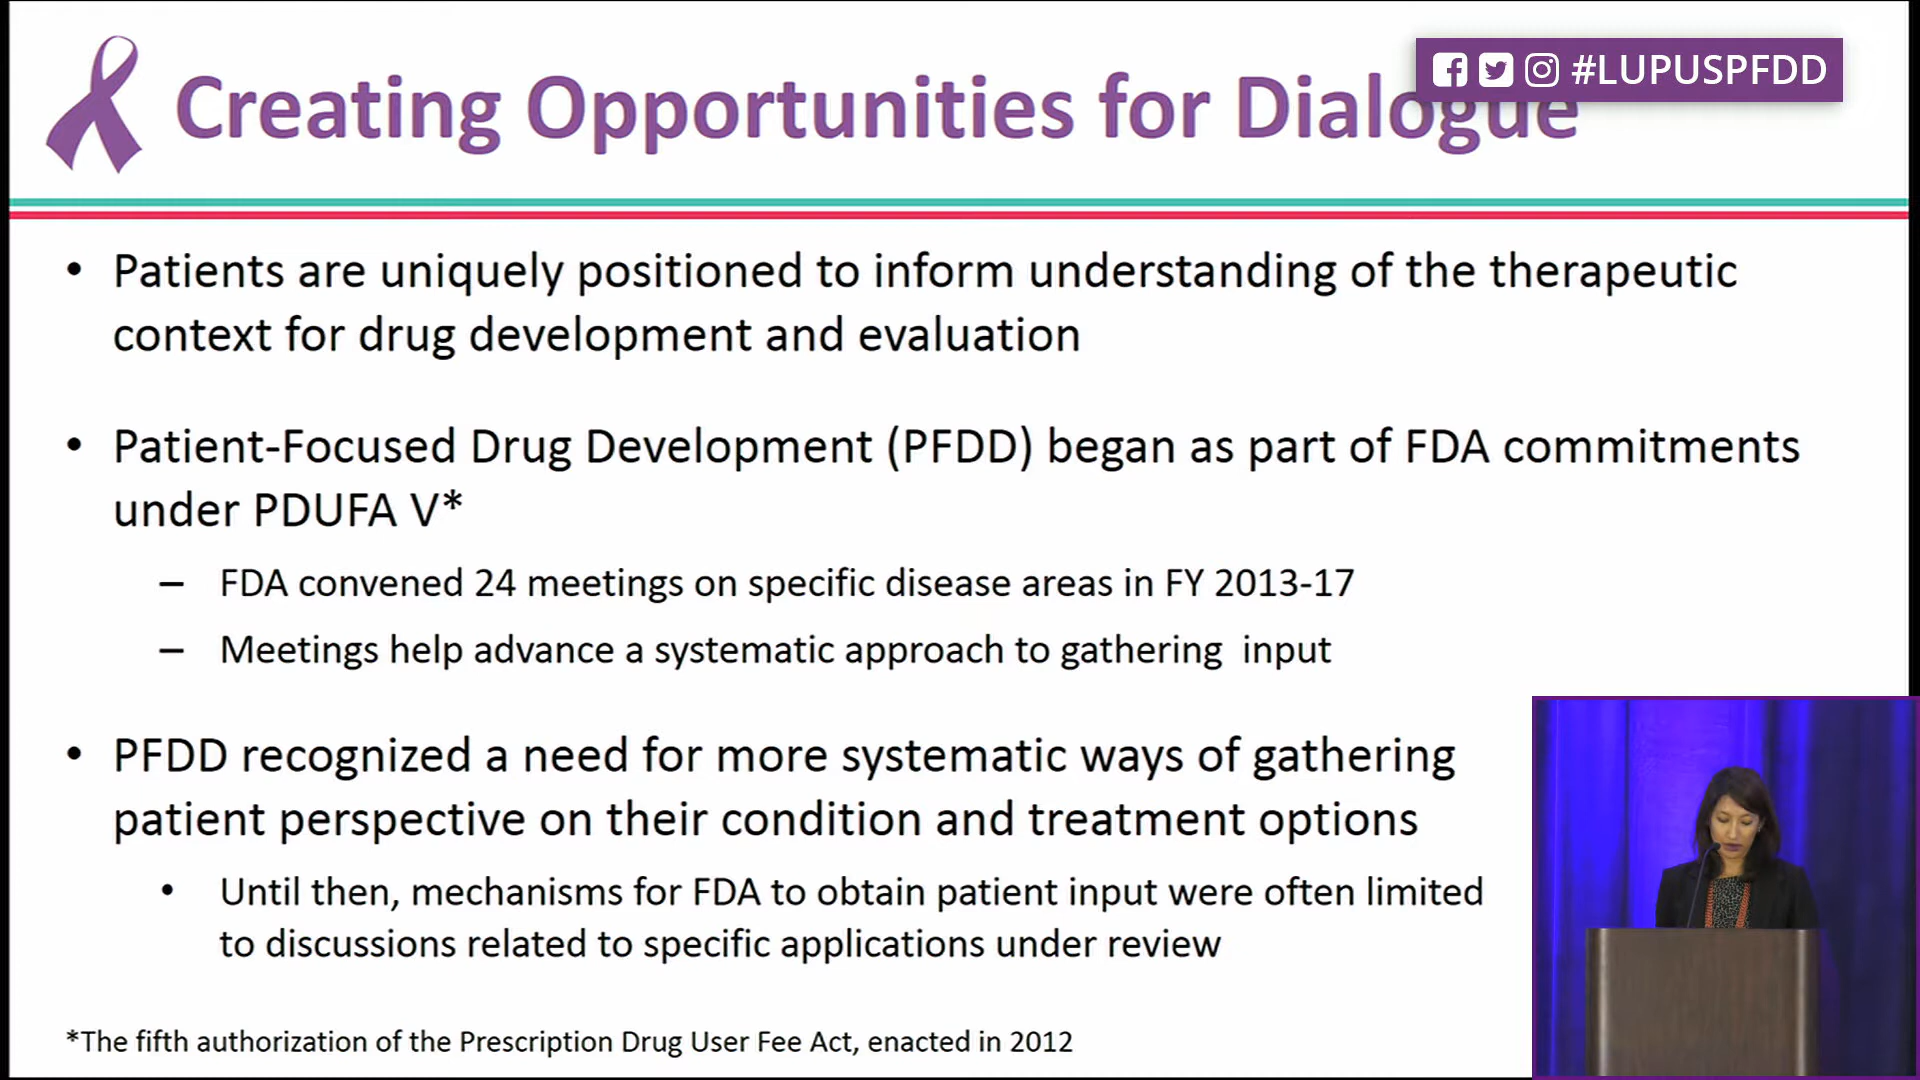 #LUPUSPFDD
Creating Opportunities for Dialogue
• Patients are uniquely positioned to inform understanding of the therapeutic
context for drug development and evaluation
• Patient-Focused Drug Development (PFDD) began as part of FDA commitments
under PDUFA V*
– FDA convened 24 meetings on specific disease areas in FY 2013-17
– Meetings help advance a systematic approach to gathering  input
• PFDD recognized a need for more systematic ways of gathering
patient perspective on their condition and treatment options
• Until then, mechanisms for FDA to obtain patient input were often limited
to discussions related to specific applications under review
*The fifth authorization of the Prescription Drug User Fee Act, enacted in 2012